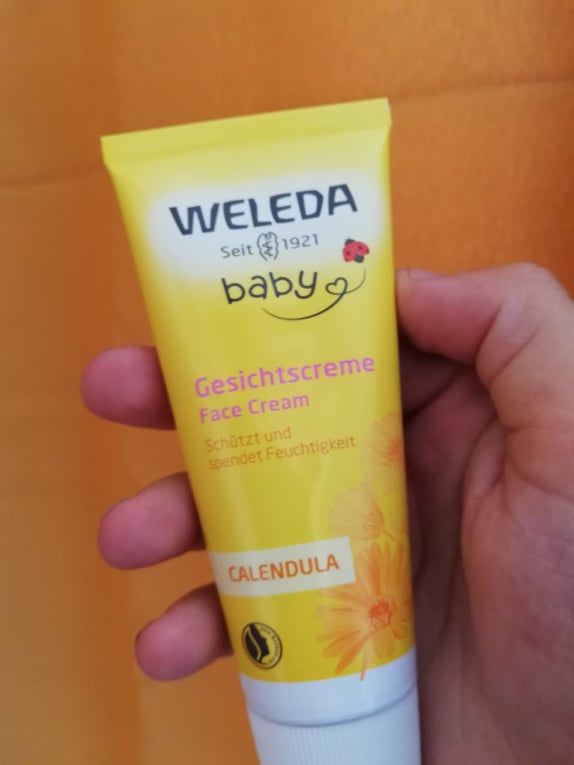 WELEDA
Seit 1921
baby
Gesichtscreme
Face Cream
Schützt und
spendet Feuchtigkeit
CALENDULA